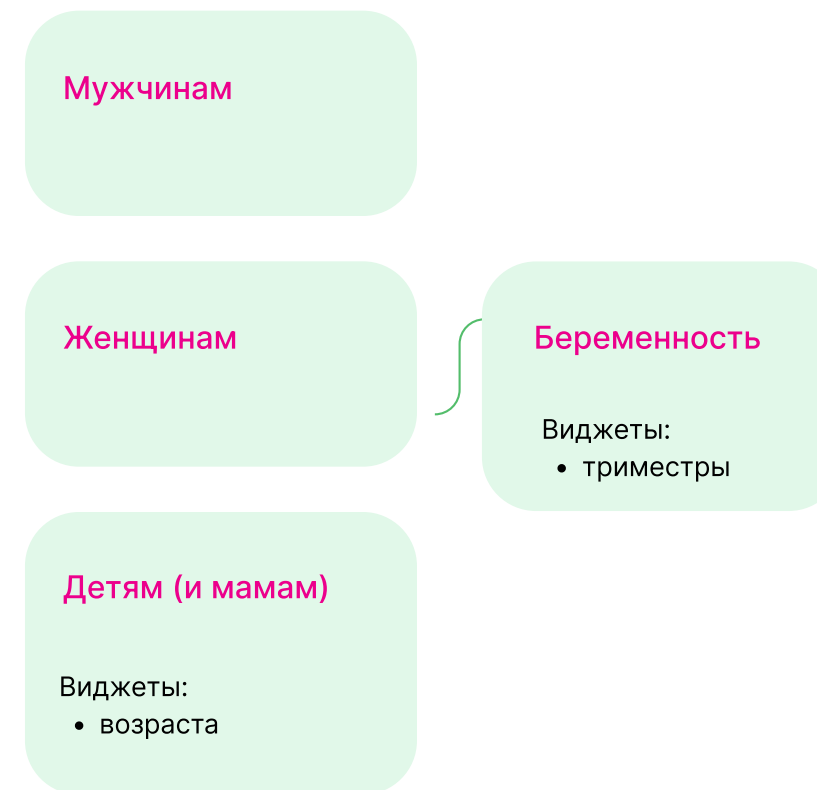 Мужчинам
Женщинам
Беременность
Виджеты:
• триместры
Детям (и мамам)
Виджеты:
• возраста